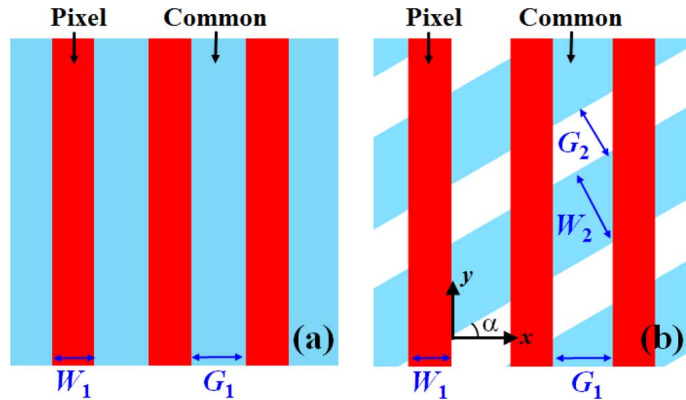 Pixel Common
W1 G1
(a)
Pixel Common
G2
W2
y
α
x
(b)
W1 G1